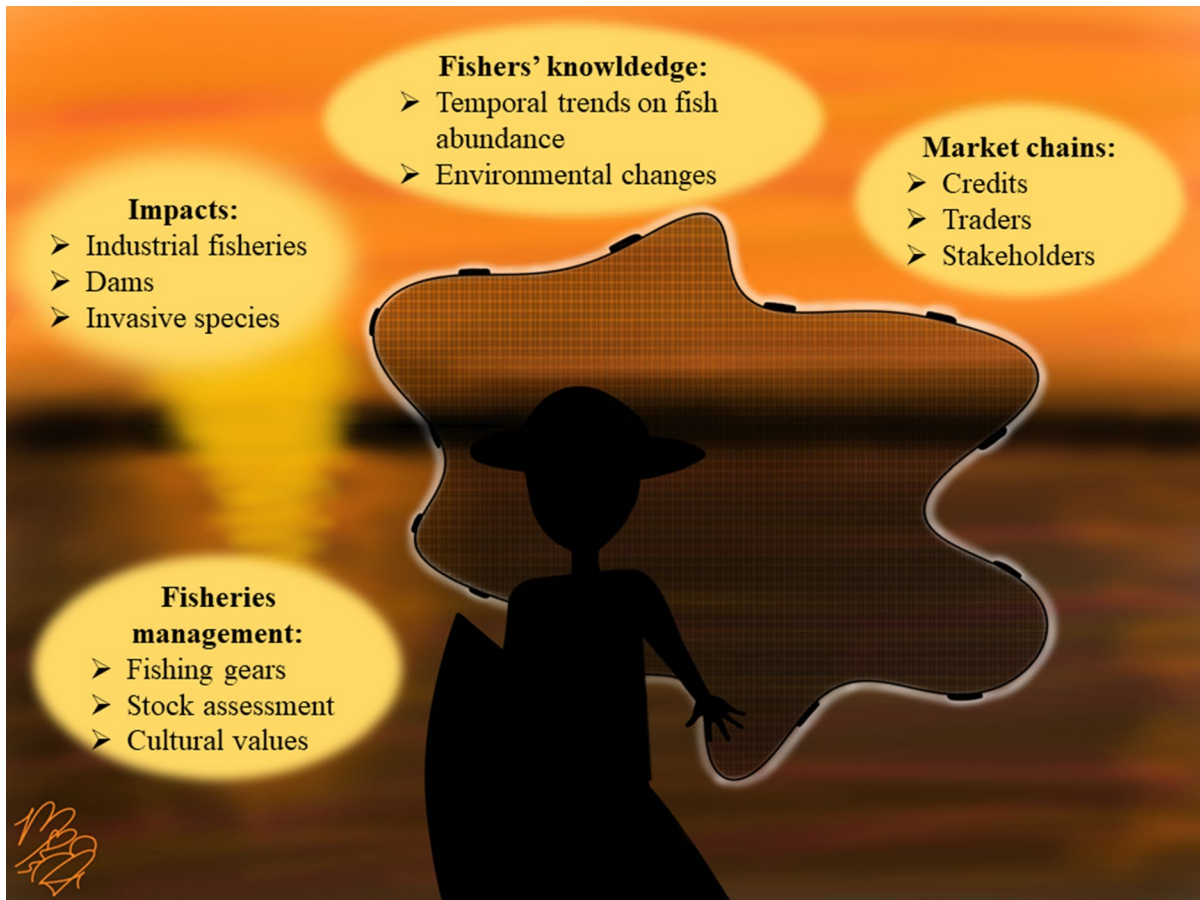 Fishers’ knowldedge:
➢ Temporal trends on fish
abundance
➢ Environmental changes
Market chains:
➢ Credits
➢ Traders
➢ Stakeholders
Impacts:
➢ Industrial fisheries
➢ Dams
➢ Invasive species
Fisheries
management:
➢ Fishing gears
➢ Stock assessment
➢ Cultural values